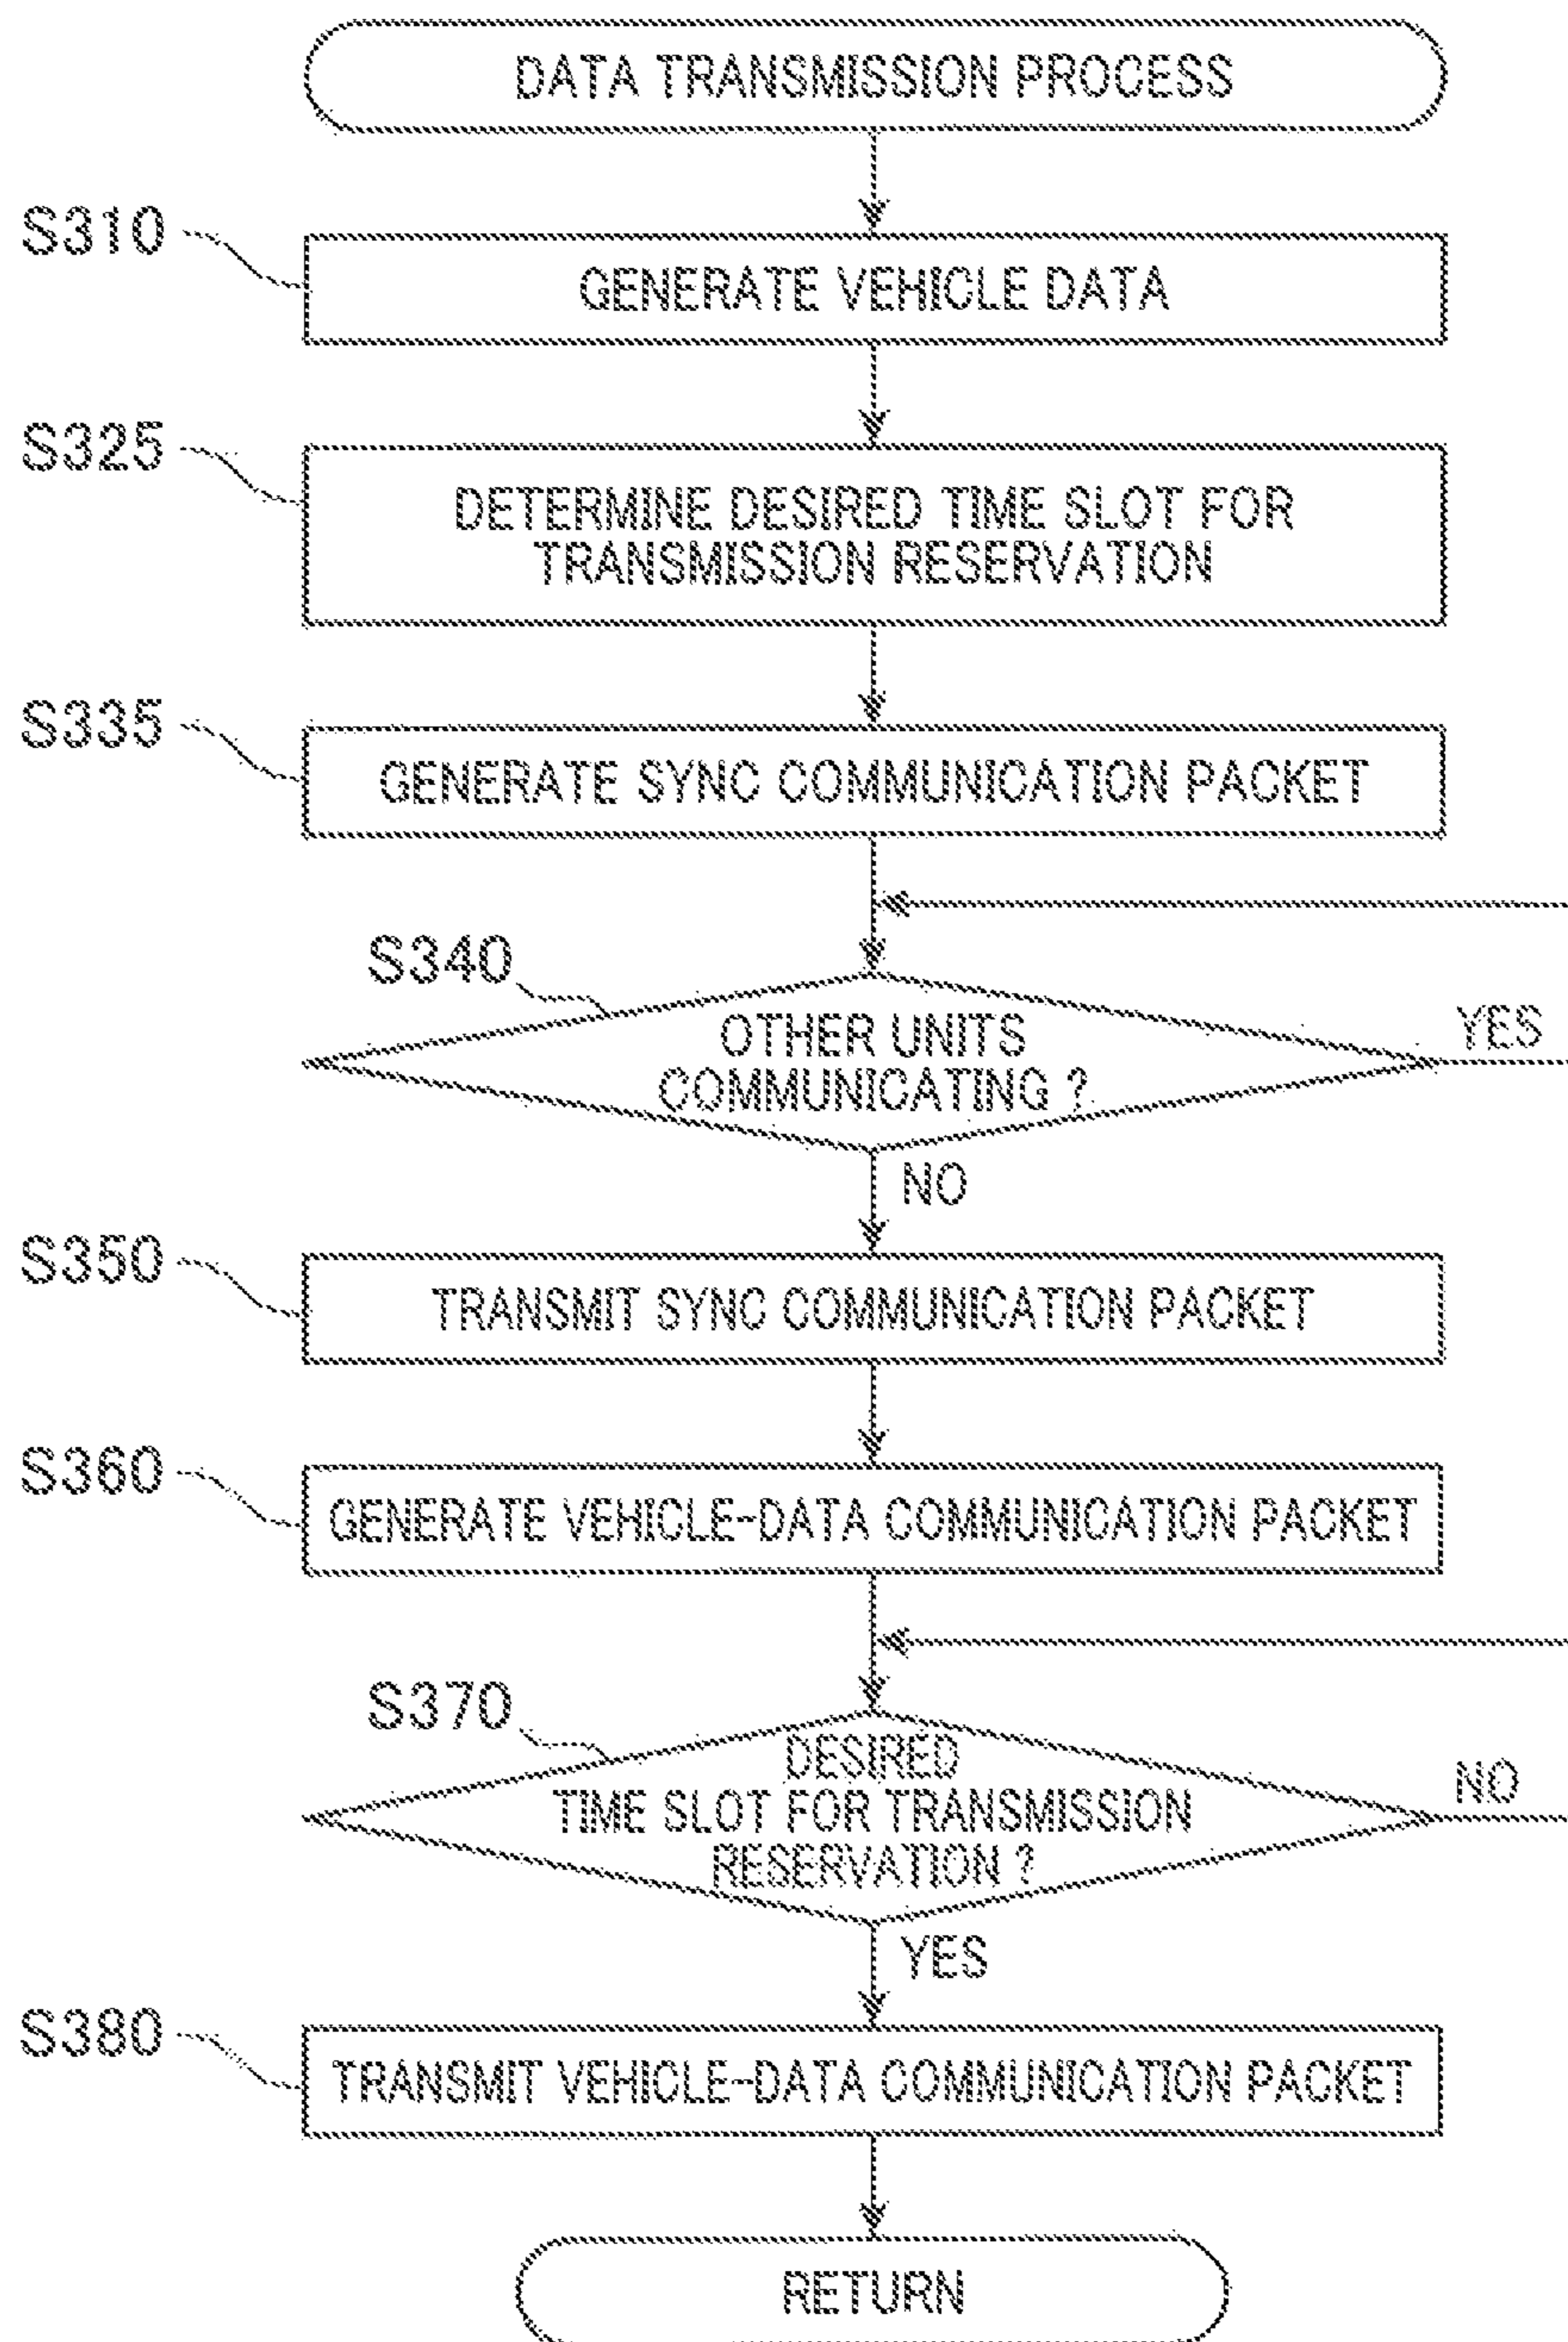 DATA TRANSMISSION PROCESS
S310
GENERATE VEHICLE DATA
S325
DETERMINE DESIRED TIME SLOT FOR
TRANSMISSION RESERVATION
S335
GENERATE SYNC COMMUNICATION PACKET
S340
OTHER UNITS
COMMUNICATING ?
YES
NO
S350
TRANSMIT SYNC COMMUNICATION PACKET
S360
GENERATE VEHICLE-DATA COMMUNICATION PACKET
S370
DESIRED
TIME SLOT FOR TRANSMISSION
RESERVATION ?
NO
YES
S380
TRANSMIT VEHICLE-DATA COMMUNICATION PACKET
RETURN